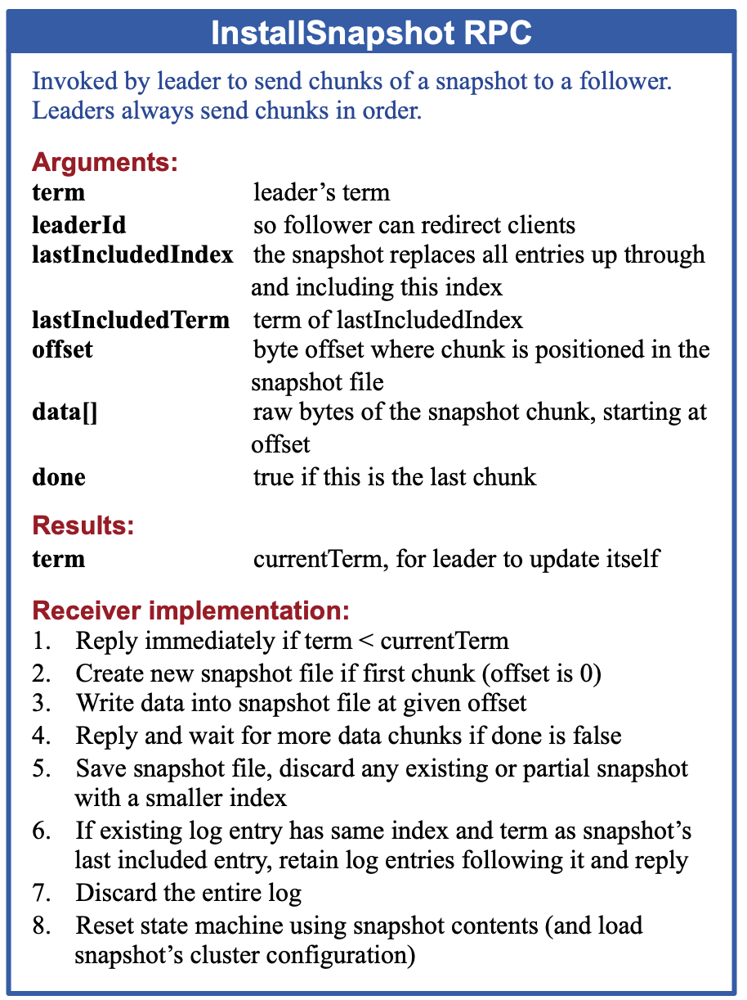 InstallSnapshot RPC
Invoked by leader to send chunks of a snapshot to a follower.
Leaders always send chunks in order.
Arguments:
term leader’s term
leaderId so follower can redirect clients
lastIncludedIndex the snapshot replaces all entries up through
and including this index
lastIncludedTerm term of lastIncludedIndex
offset byte offset where chunk is positioned in the
snapshot file
data[] raw bytes of the snapshot chunk, starting at
offset
done true if this is the last chunk
Results:
term currentTerm, for leader to update itself
Receiver implementation:
1. Reply immediately if term < currentTerm
2. Create new snapshot file if first chunk (offset is 0)
3. Write data into snapshot file at given offset
4. Reply and wait for more data chunks if done is false
5. Save snapshot file, discard any existing or partial snapshot
with a smaller index
6. If existing log entry has same index and term as snapshot’s
last included entry, retain log entries following it and reply
7. Discard the entire log
8. Reset state machine using snapshot contents (and load
snapshot’s cluster configuration)